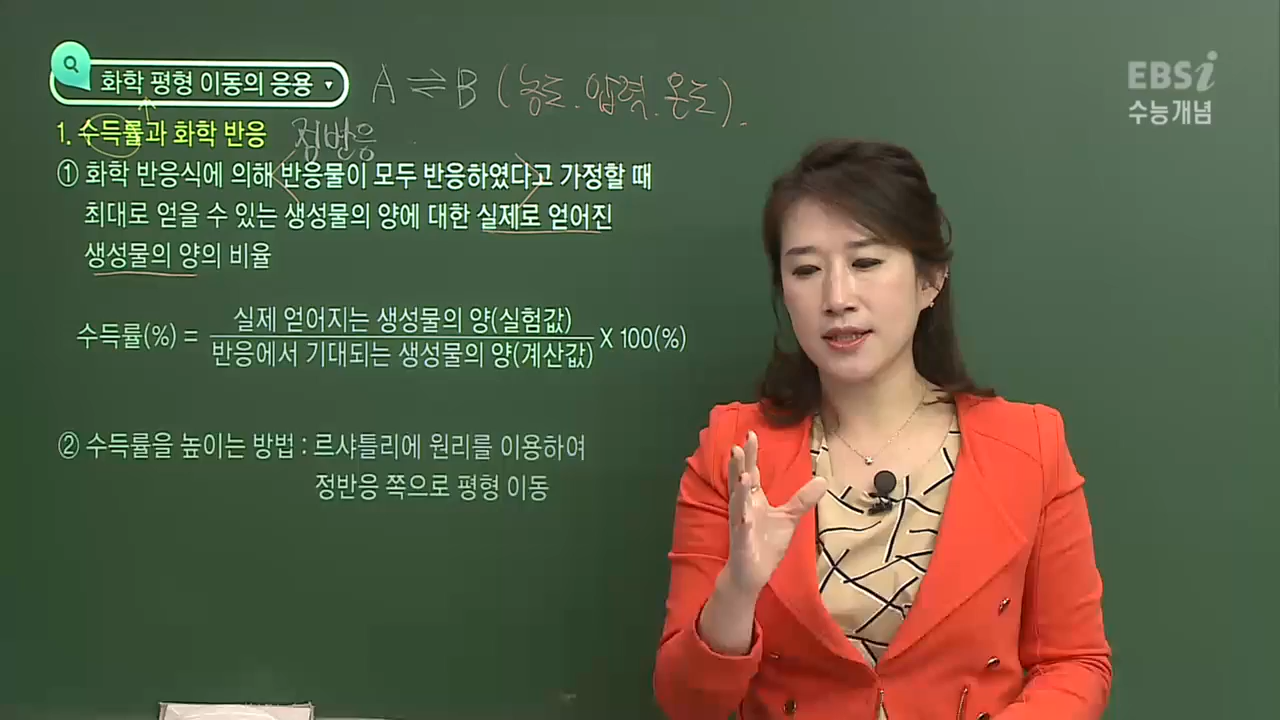 화학 평형 이동의 응용
A ⇌ B (농도. 압력. 온도).
EBSi
수능개념
1. 수득률과 화학 반응
정반응
① 화학 반응식에 의해 반응물이 모두 반응하였다고 가정할 때
최대로 얻을 수 있는 생성물의 양에 대한 실제로 얻어진
생성물의 양의 비율
수득률(%) = 실제 얻어지는 생성물의 양(실험값)
반응에서 기대되는 생성물의 양(계산값) X 100(%)
② 수득률을 높이는 방법 : 르샤틀리에 원리를 이용하여
정반응 쪽으로 평형 이동